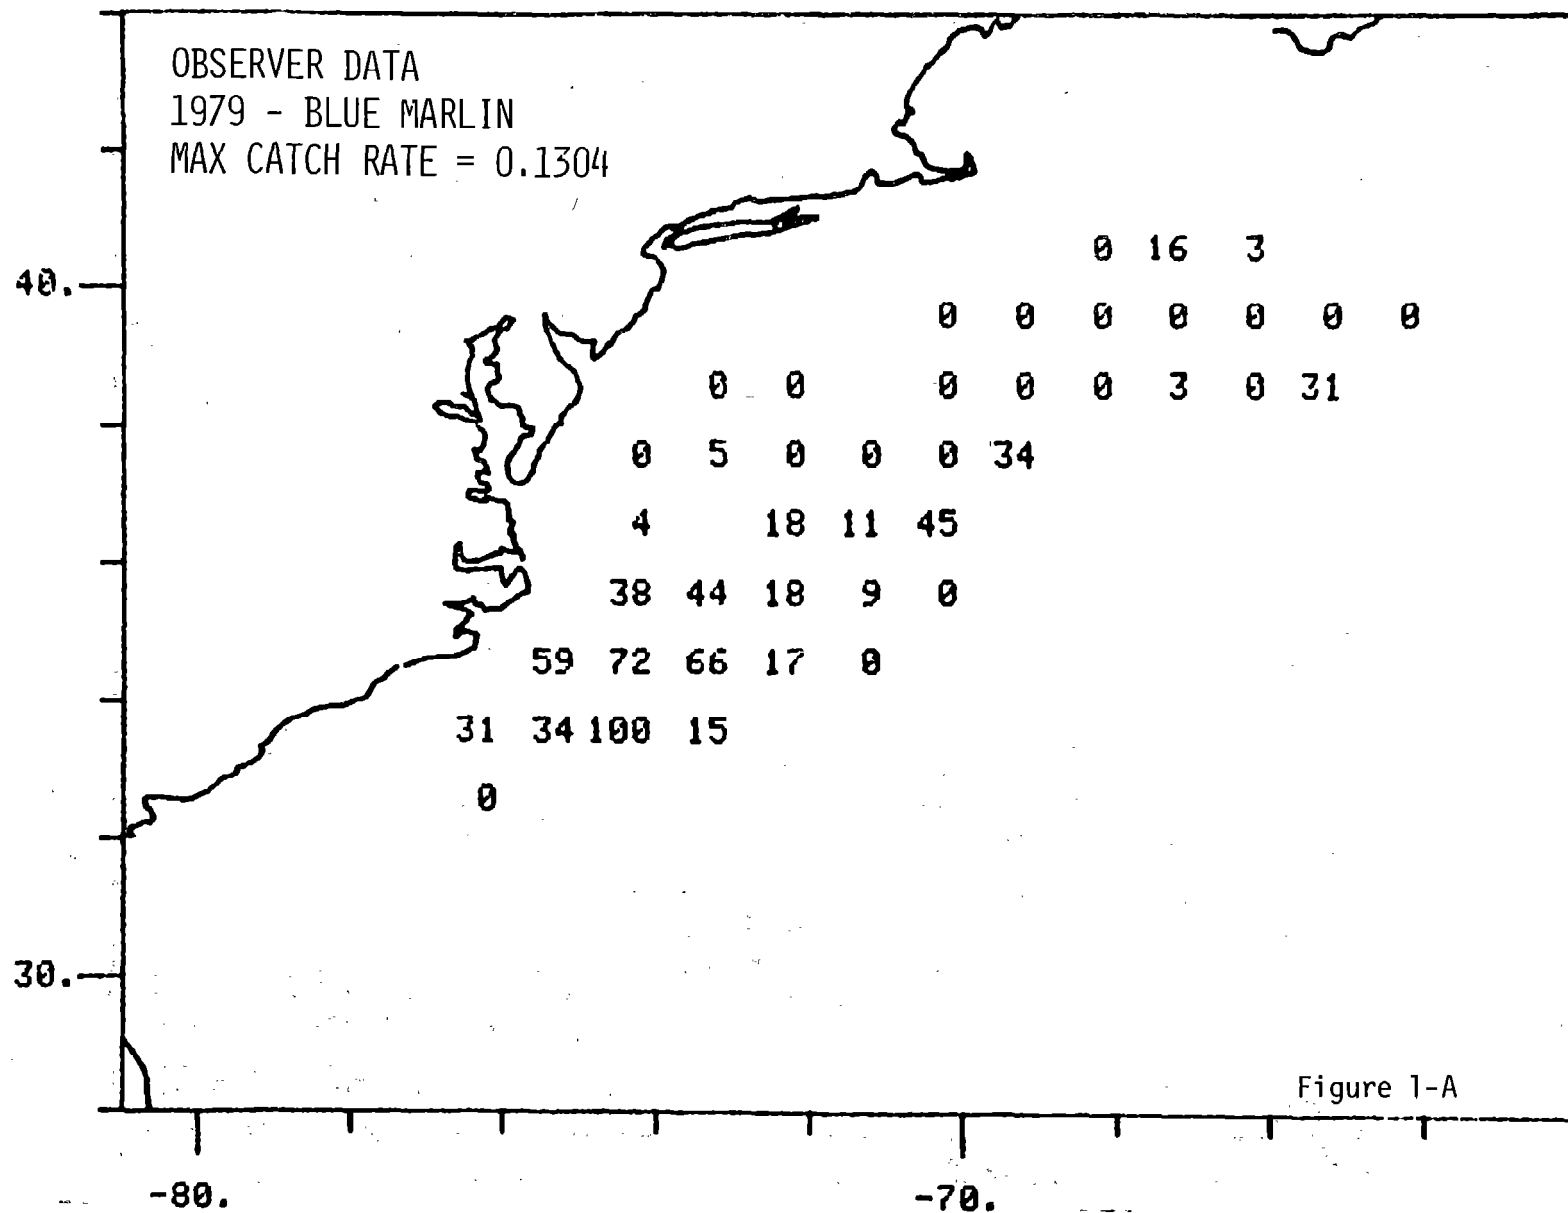 OBSERVER DATA
1979 - BLUE MARLIN
MAX CATCH RATE = 0.1304
0 16 3
40.
0 0 0 0 0 0 0
0 0 0 0 0 3 0 31
0 5 0 0 0 34
4 18 11 45
38 44 18 9 0
59 72 66 17 0
31 34 100 15
0
30.
Figure 1-A
-80. -70.